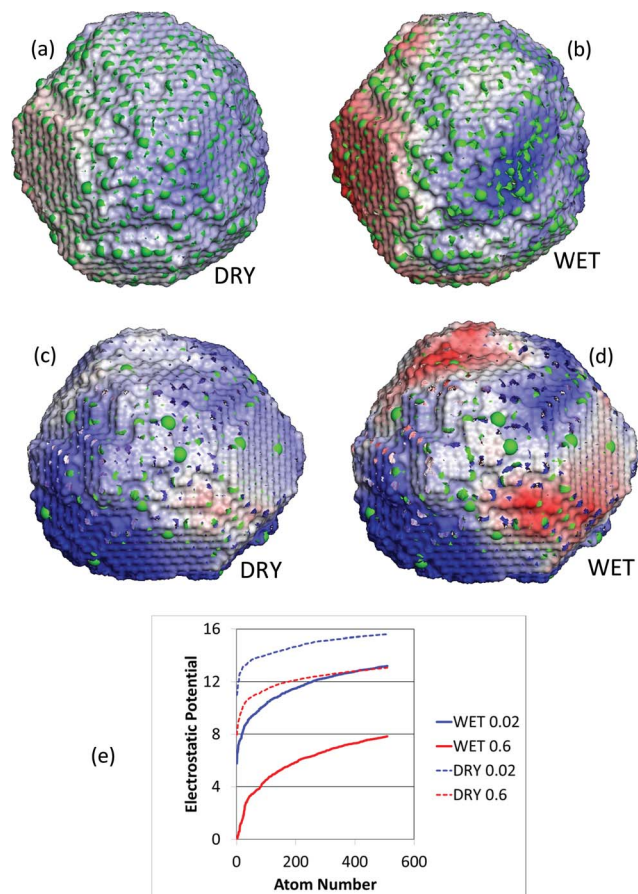 (a)
(b)
DRY
WET
(c)
(d)
DRY
WET
(e)
Electrostatic Potential
16
12
8
4
0
0
200
400
600
Atom Number
WET 0.02
WET 0.6
DRY 0.02
DRY 0.6